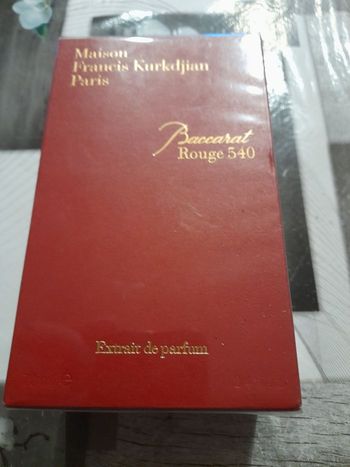 Maison
Francis Kurkdjian
Paris
Baccarat
Rouge 540
Extrait de parfum